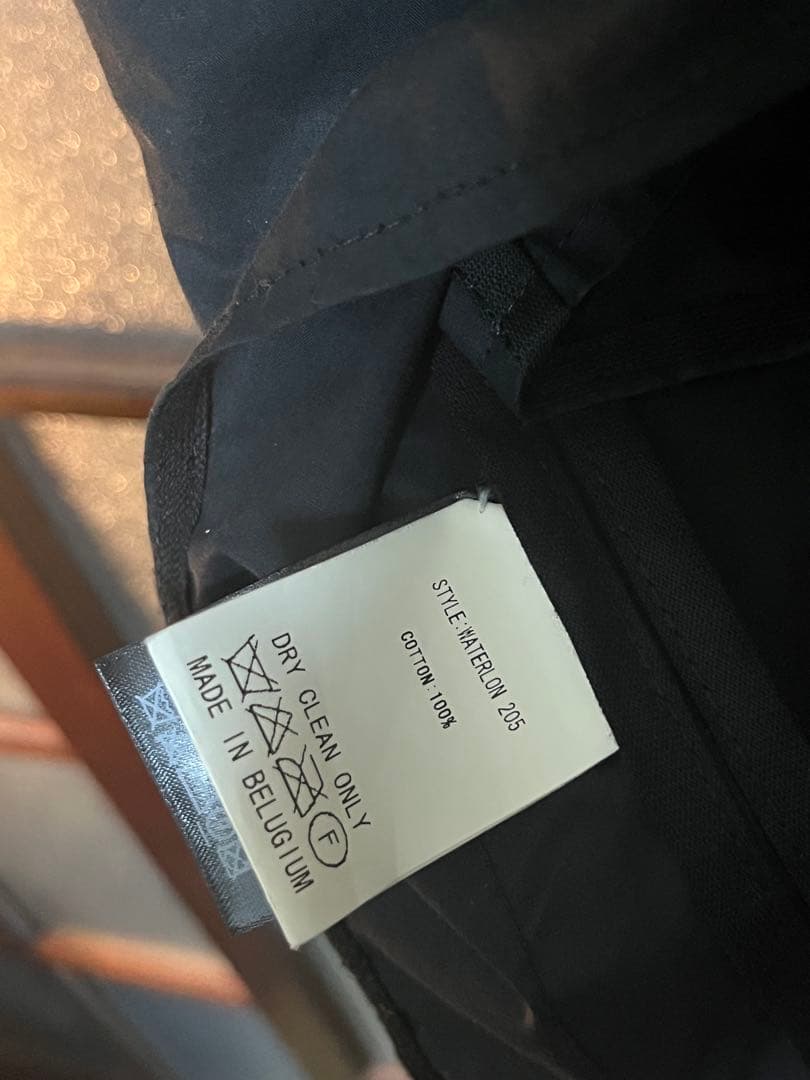 STYLE:WATERLON 205
COTTON:100%
DRY CLEAN ONLY
F
MADE IN BELUGIUM